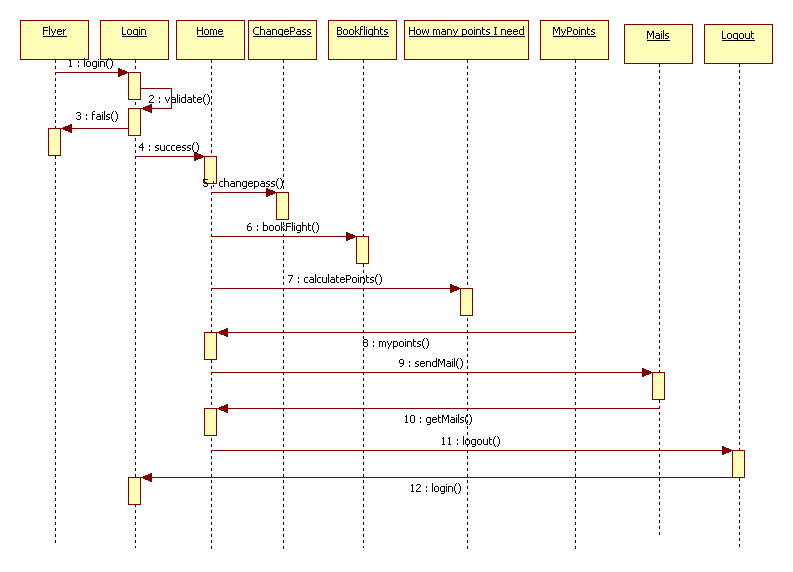 Flyer
Login
Home
ChangePass
Bookflights
How many points I need
MyPoints
Mails
Logout
1 : login()
2 : validate()
3 : fails()
4 : success()
5 : changepass()
6 : bookFlight()
7 : calculatePoints()
8 : mypoints()
9 : sendMail()
10 : getMails()
11 : logout()
12 : login()